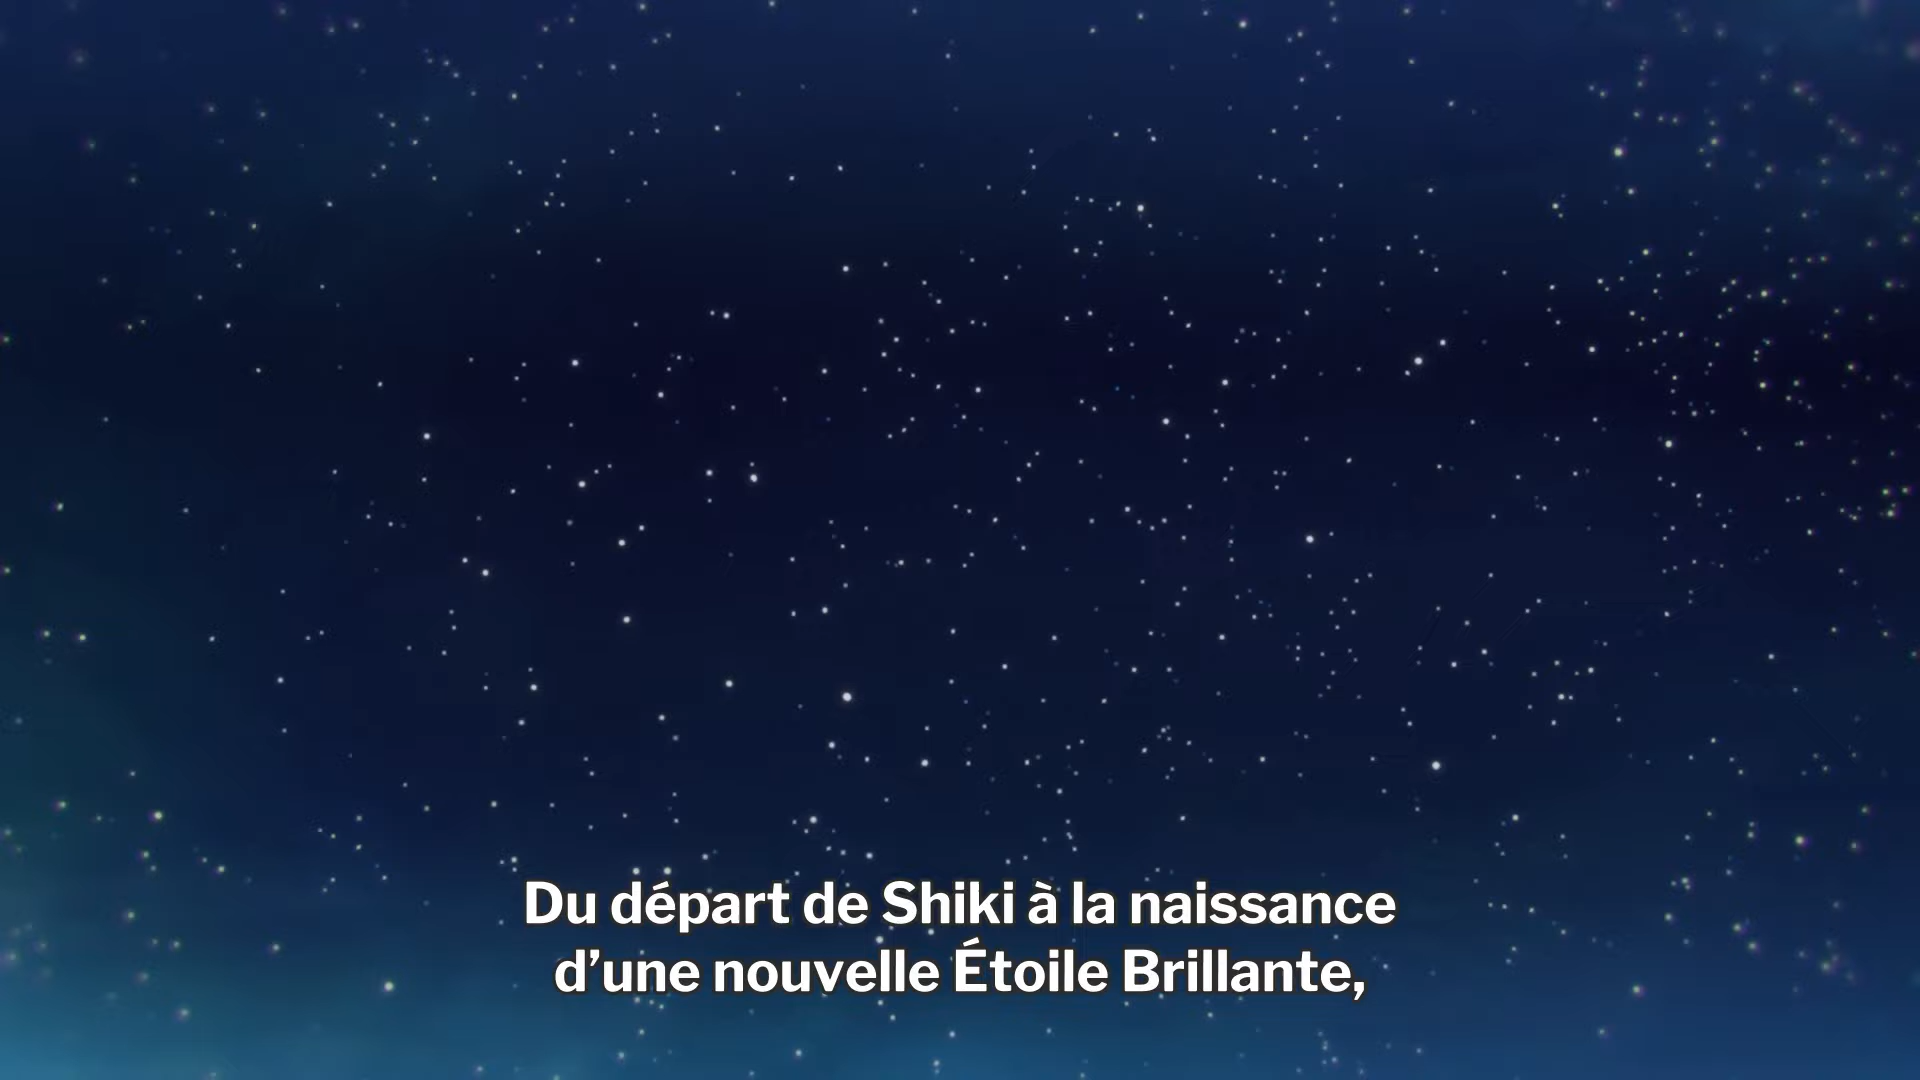 Du départ de Shiki à la naissance
d’une nouvelle Étoile Brillante,